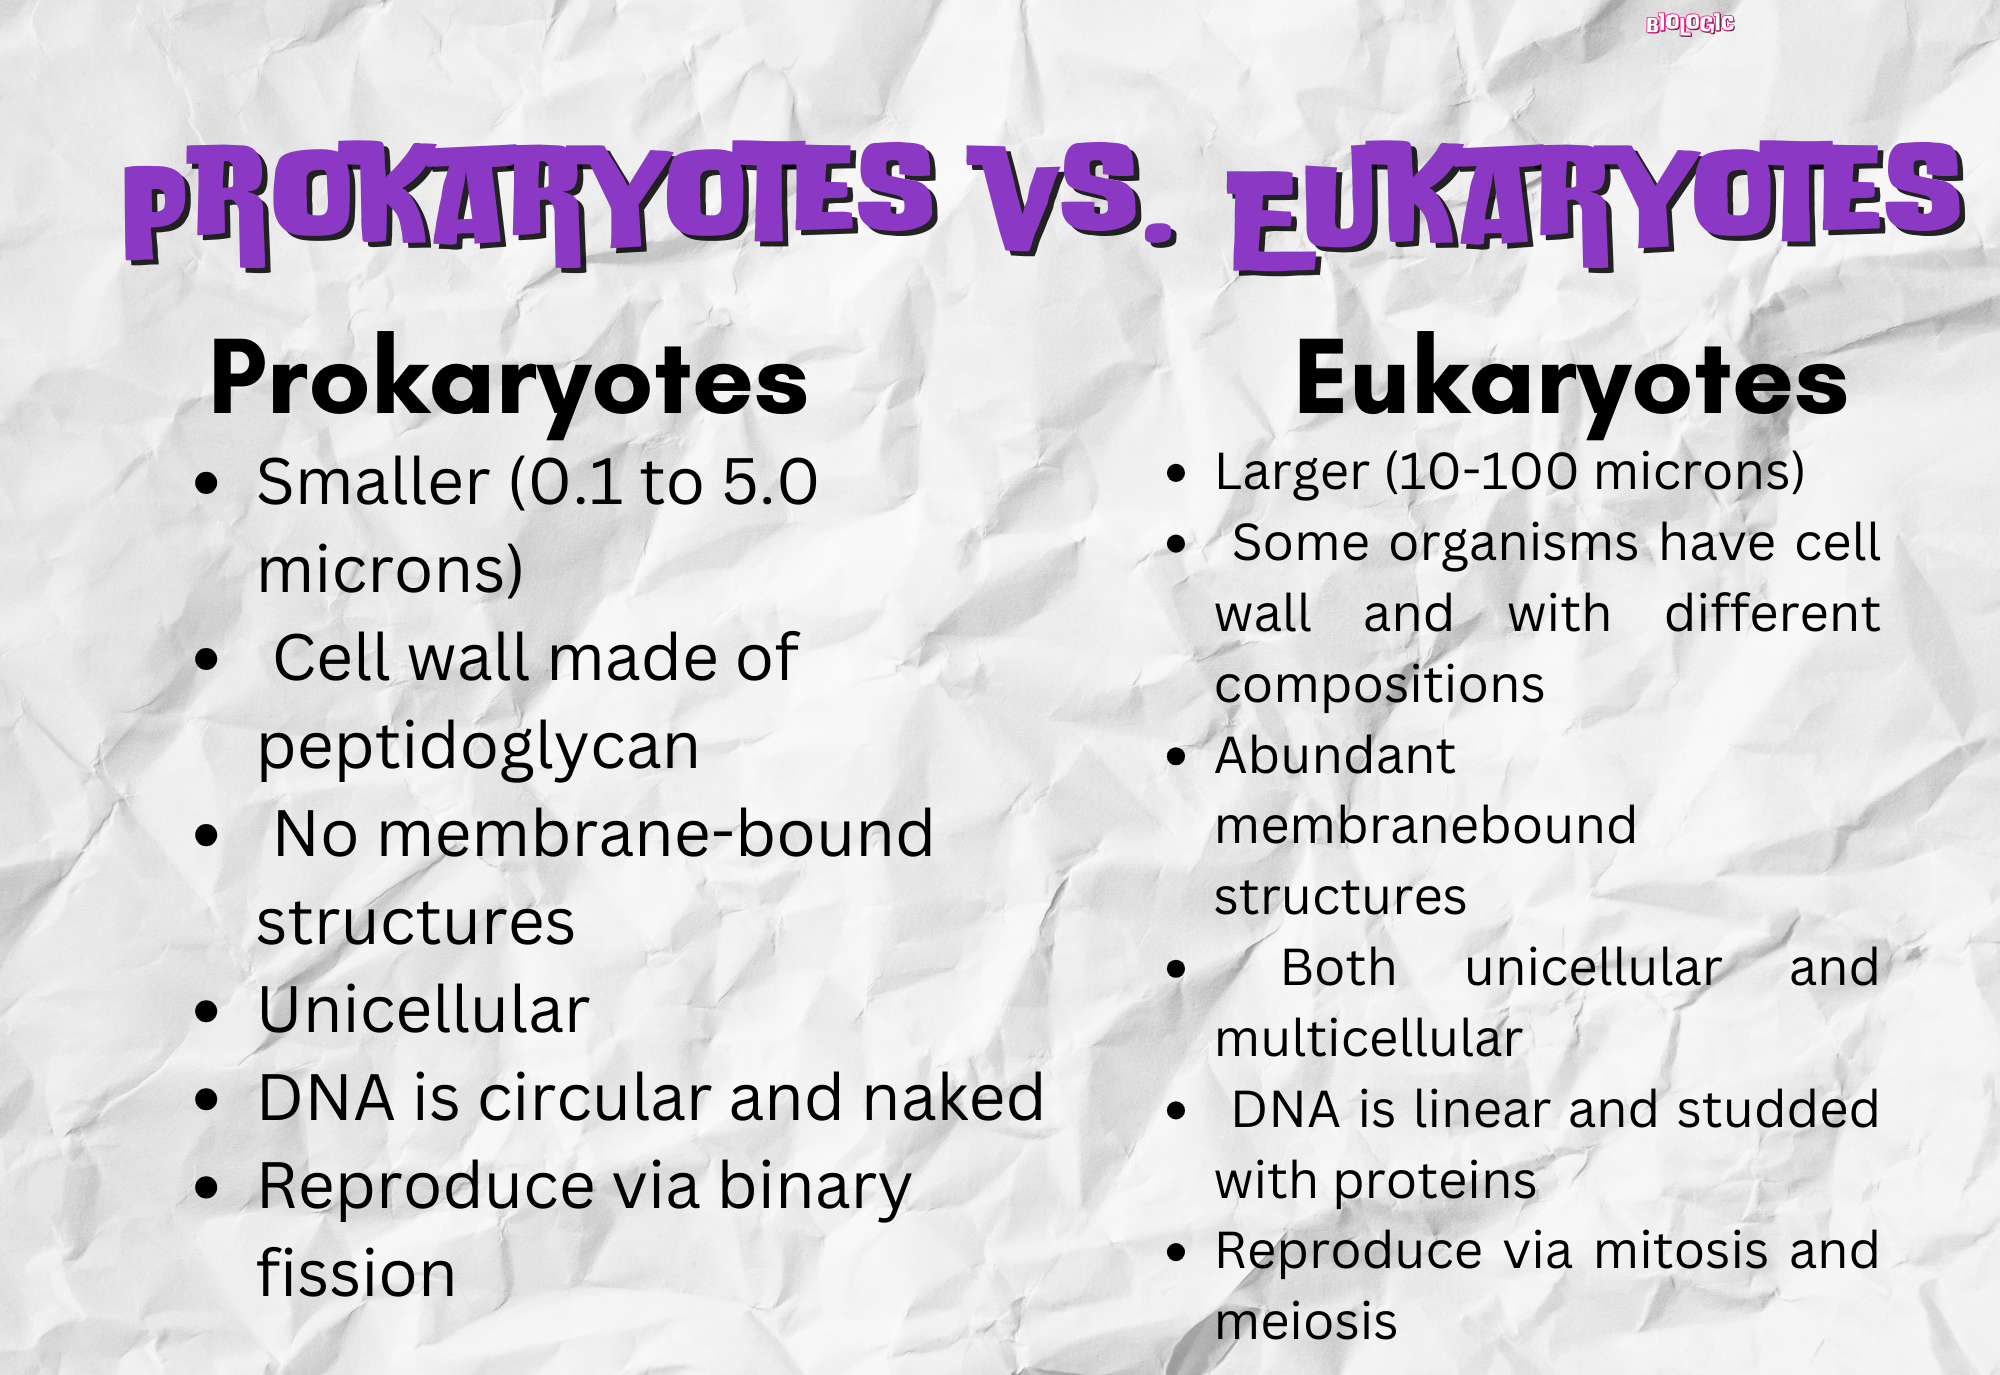 BIOLOGIC
PROKARYOTES VS. EUKARYOTES
Prokaryotes
• Smaller (0.1 to 5.0
microns)
• Cell wall made of
peptidoglycan
• No membrane-bound
structures
• Unicellular
• DNA is circular and naked
• Reproduce via binary
fission
Eukaryotes
• Larger (10-100 microns)
• Some organisms have cell
wall and with different
compositions
• Abundant
membranebound
structures
• Both unicellular and
multicellular
• DNA is linear and studded
with proteins
• Reproduce via mitosis and
meiosis